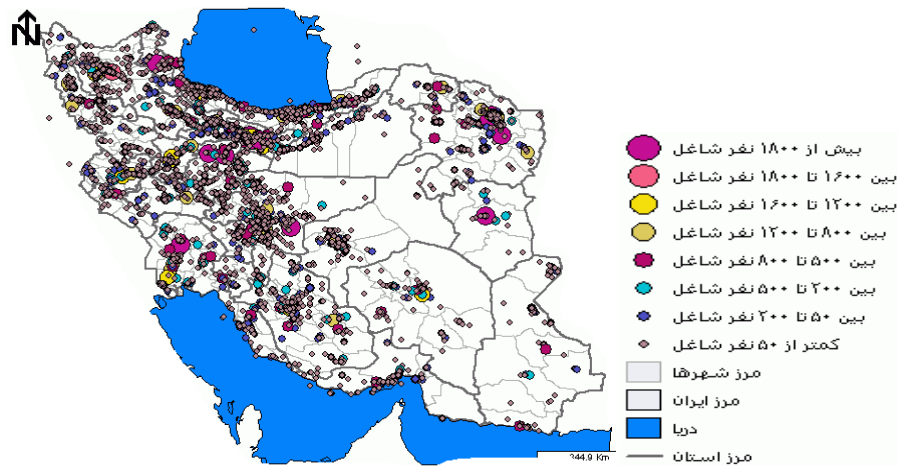 N
بیش از ۱۸۰۰ نفر شاغل
بین ۱۶۰۰ تا ۱۸۰۰ نفر شاغل
بین ۱۲۰۰ تا ۱۶۰۰ نفر شاغل
بین ۸۰۰ تا ۱۲۰۰ نفر شاغل
بین ۵۰۰ تا ۸۰۰ نفر شاغل
بین ۲۰۰ تا ۵۰۰ نفر شاغل
بین ۵۰ تا ۲۰۰ نفر شاغل
کمتر از ۵۰ نفر شاغل
مرز شهرها
مرز ایران
دریا
مرز استان
344.9 Km